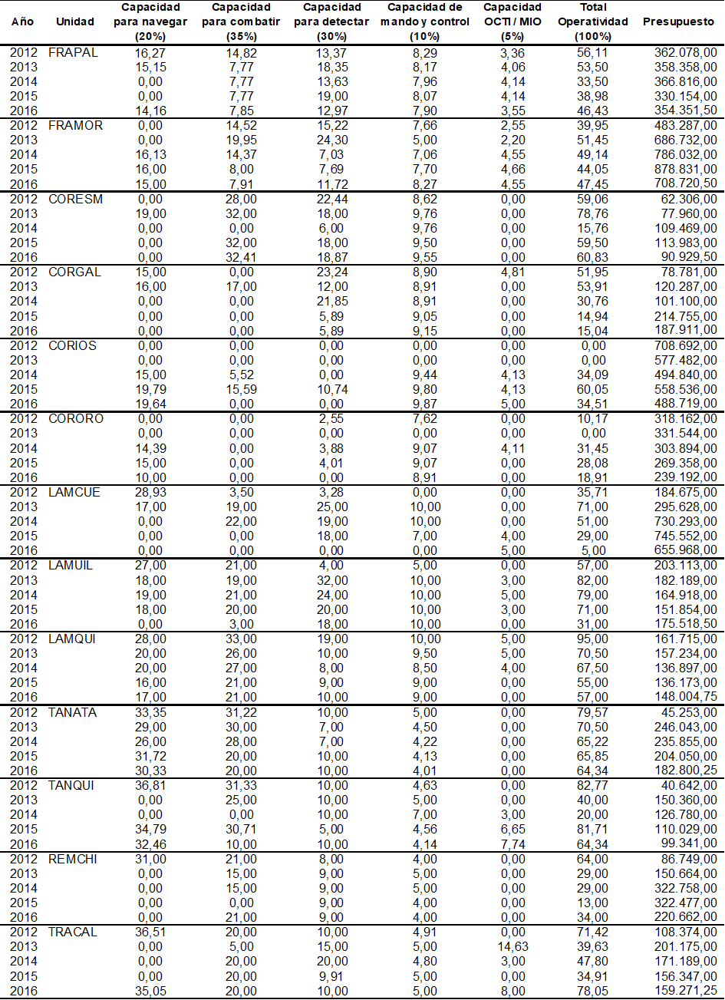 Año Unidad Capacidad para navegar (20%) Capacidad para combatir (35%) Capacidad para detectar (30%) Capacidad de mando y control (10%) Capacidad OCTI / MIO (5%) Total Operatividad (100%) Presupuesto
2012 FRAPAL 16,27 14,82 13,37 8,29 3,36 56,11 362.078,00
2013 15,15 7,77 18,35 8,17 4,06 53,50 358.358,00
2014 0,00 7,77 13,63 7,96 4,14 33,50 366.816,00
2015 0,00 7,77 19,00 8,07 4,14 38,98 330.154,00
2016 14,16 7,85 12,97 7,90 3,55 46,43 354.351,50
2012 FRAMOR 0,00 14,52 15,22 7,66 2,55 39,95 483.287,00
2013 0,00 19,95 24,30 5,00 2,20 51,45 686.732,00
2014 16,13 14,37 7,03 7,06 4,55 49,14 786.032,00
2015 16,00 8,00 7,69 7,70 4,66 44,05 878.831,00
2016 15,00 7,91 11,72 8,27 4,55 47,45 708.720,50
2012 CORESM 0,00 28,00 22,44 8,62 0,00 59,06 62.306,00
2013 19,00 32,00 18,00 9,76 0,00 78,76 77.960,00
2014 0,00 0,00 6,00 9,76 0,00 15,76 109.469,00
2015 0,00 32,00 18,00 9,50 0,00 59,50 113.983,00
2016 0,00 32,41 18,87 9,55 0,00 60,83 90.929,50
2012 CORGAL 15,00 0,00 23,24 8,90 4,81 51,95 78.781,00
2013 16,00 17,00 12,00 8,91 0,00 53,91 120.287,00
2014 0,00 0,00 21,85 8,91 0,00 30,76 101.100,00
2015 0,00 0,00 5,89 9,05 0,00 14,94 214.755,00
2016 0,00 0,00 5,89 9,15 0,00 15,04 187.911,00
2012 CORIOS 0,00 0,00 0,00 0,00 0,00 0,00 708.692,00
2013 0,00 0,00 0,00 0,00 0,00 0,00 577.482,00
2014 15,00 5,52 0,00 9,44 4,13 34,09 494.840,00
2015 19,79 15,59 10,74 9,80 4,13 60,05 558.536,00
2016 19,64 0,00 0,00 9,87 5,00 34,51 488.719,00
2012 CORORO 0,00 0,00 2,55 7,62 0,00 10,17 318.162,00
2013 0,00 0,00 0,00 0,00 0,00 0,00 331.544,00
2014 14,39 0,00 3,88 9,07 4,11 31,45 303.894,00
2015 15,00 0,00 4,01 9,07 0,00 28,08 269.358,00
2016 10,00 0,00 0,00 8,91 0,00 18,91 239.192,00
2012 LAMCUE 28,93 3,50 3,28 0,00 0,00 35,71 184.675,00
2013 17,00 19,00 25,00 10,00 0,00 71,00 295.628,00
2014 0,00 22,00 19,00 10,00 0,00 51,00 730.293,00
2015 0,00 0,00 18,00 7,00 4,00 29,00 745.552,00
2016 0,00 0,00 0,00 0,00 5,00 5,00 655.968,00
2012 LAMUIL 27,00 21,00 4,00 5,00 0,00 57,00 203.113,00
2013 18,00 19,00 32,00 10,00 3,00 82,00 182.189,00
2014 19,00 21,00 24,00 10,00 5,00 79,00 164.918,00
2015 18,00 20,00 20,00 10,00 3,00 71,00 151.854,00
2016 0,00 3,00 18,00 10,00 0,00 31,00 175.518,50
2012 LAMQUI 28,00 33,00 19,00 10,00 5,00 95,00 161.715,00
2013 20,00 26,00 10,00 9,50 5,00 70,50 157.234,00
2014 20,00 27,00 8,00 8,50 4,00 67,50 136.897,00
2015 16,00 21,00 9,00 9,00 0,00 55,00 136.173,00
2016 17,00 21,00 10,00 9,00 0,00 57,00 148.004,75
2012 TANATA 33,35 31,22 10,00 5,00 0,00 79,57 45.253,00
2013 29,00 30,00 7,00 4,50 0,00 70,50 246.043,00
2014 26,00 28,00 7,00 4,22 0,00 65,22 235.855,00
2015 31,72 20,00 10,00 4,13 0,00 65,85 204.050,00
2016 30,33 20,00 10,00 4,01 0,00 64,34 182.800,25
2012 TANQUI 36,81 31,33 10,00 4,63 0,00 82,77 40.642,00
2013 0,00 25,00 10,00 5,00 0,00 40,00 150.360,00
2014 0,00 0,00 10,00 7,00 3,00 20,00 126.780,00
2015 34,79 30,71 5,00 4,56 6,65 81,71 110.029,00
2016 32,46 10,00 10,00 4,14 7,74 64,34 99.341,00
2012 REMCHI 31,00 21,00 8,00 4,00 0,00 64,00 86.749,00
2013 0,00 15,00 9,00 5,00 0,00 29,00 150.664,00
2014 0,00 15,00 9,00 5,00 0,00 29,00 322.758,00
2015 0,00 0,00 9,00 4,00 0,00 13,00 322.477,00
2016 0,00 21,00 9,00 4,00 0,00 34,00 220.662,00
2012 TRACAL 36,51 20,00 10,00 4,91 0,00 71,42 108.374,00
2013 0,00 5,00 15,00 5,00 14,63 39,63 201.175,00
2014 0,00 20,00 20,00 4,80 3,00 47,80 171.189,00
2015 0,00 20,00 9,91 5,00 0,00 34,91 156.347,00
2016 35,05 20,00 10,00 5,00 8,00 78,05 159.271,25